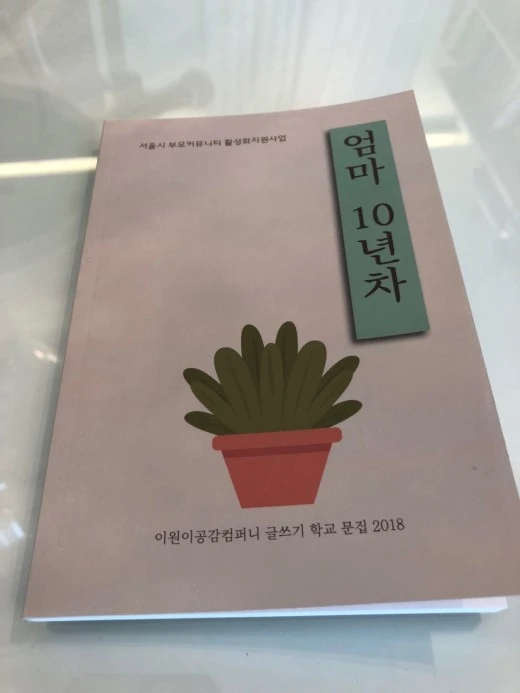 서울시 부모커뮤니티 활성화지원사업
엄마 10년차
이원이공감컴퍼니 글쓰기 학교 문집 2018